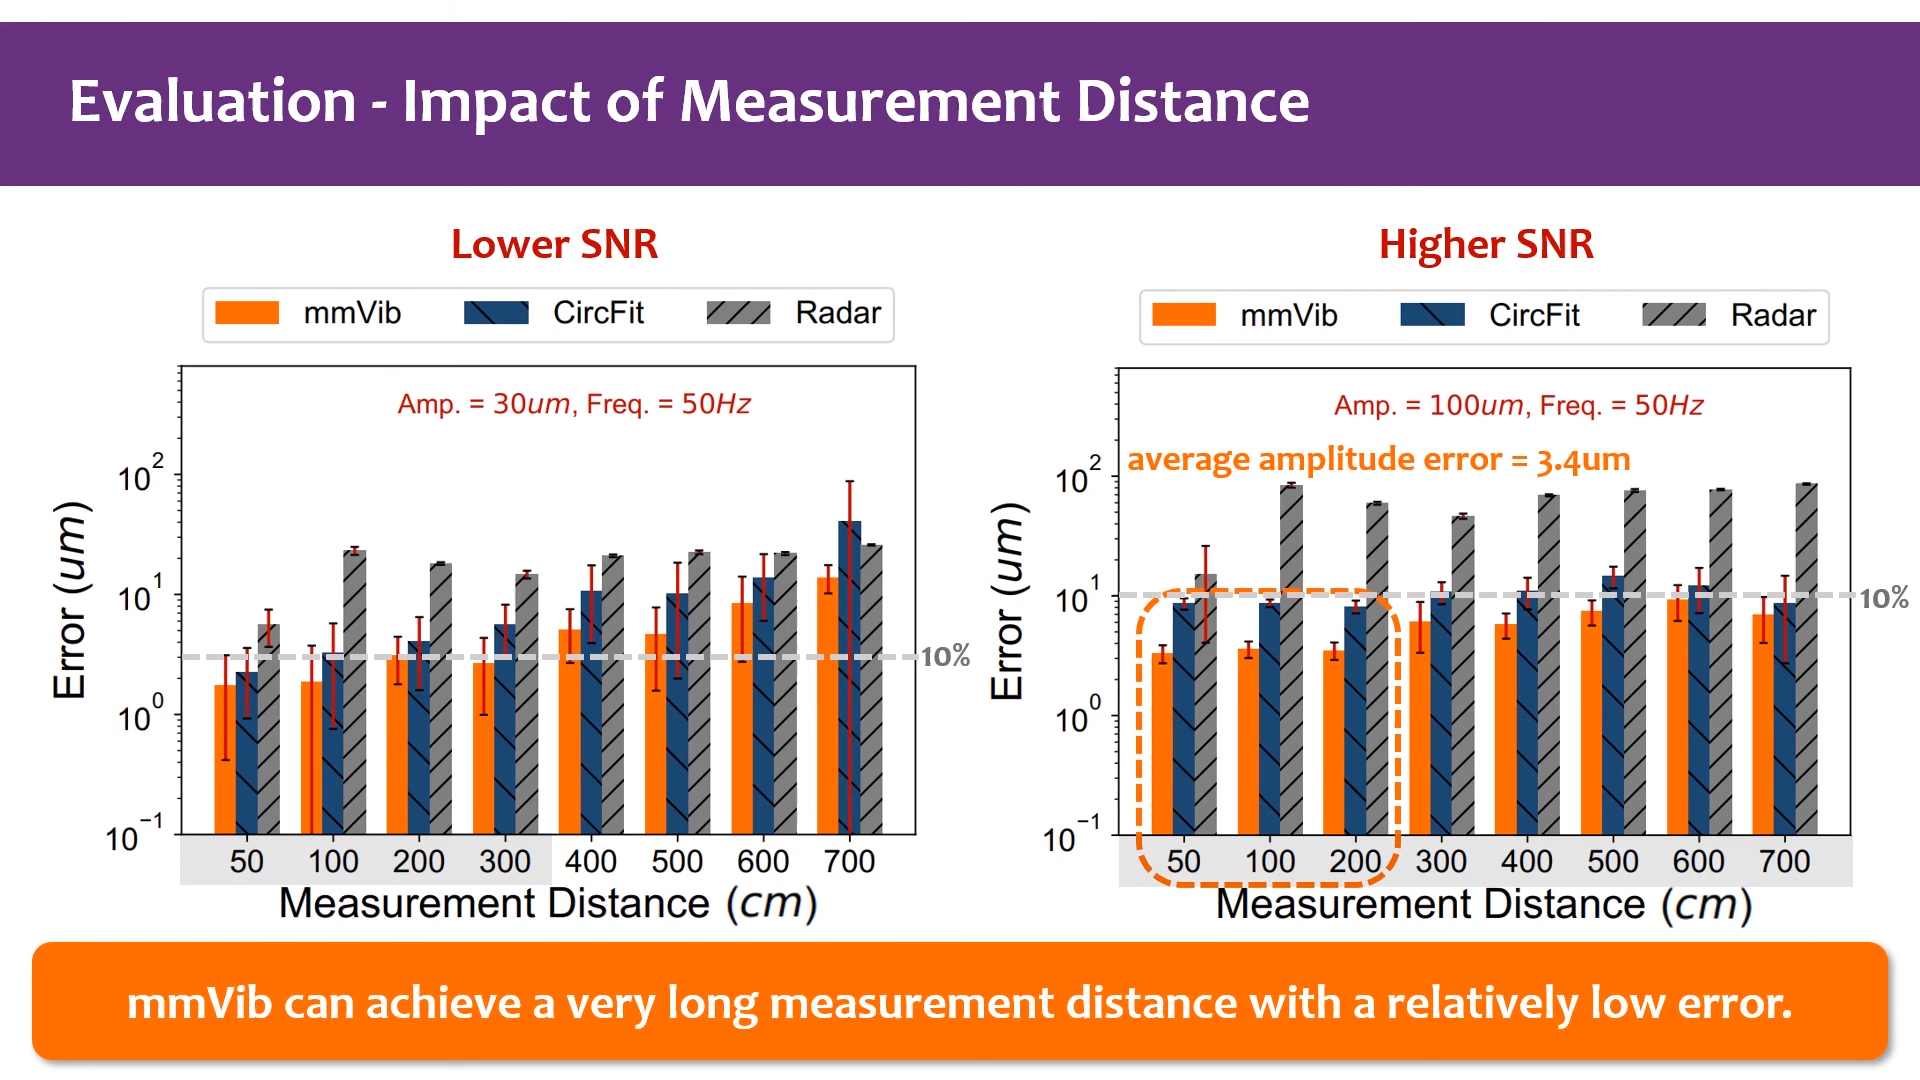 Evaluation - Impact of Measurement Distance
Lower SNR
mmVib CircFit Radar
Amp. = 30um, Freq. = 50Hz
Error (um)
10^2
10^1
10^0
10^−1
10%
50 100 200 300 400 500 600 700
Measurement Distance (cm)
Higher SNR
mmVib CircFit Radar
Amp. = 100um, Freq. = 50Hz
average amplitude error = 3.4um
Error (um)
10^2
10^1
10^0
10^−1
10%
50 100 200 300 400 500 600 700
Measurement Distance (cm)
mmVib can achieve a very long measurement distance with a relatively low error.